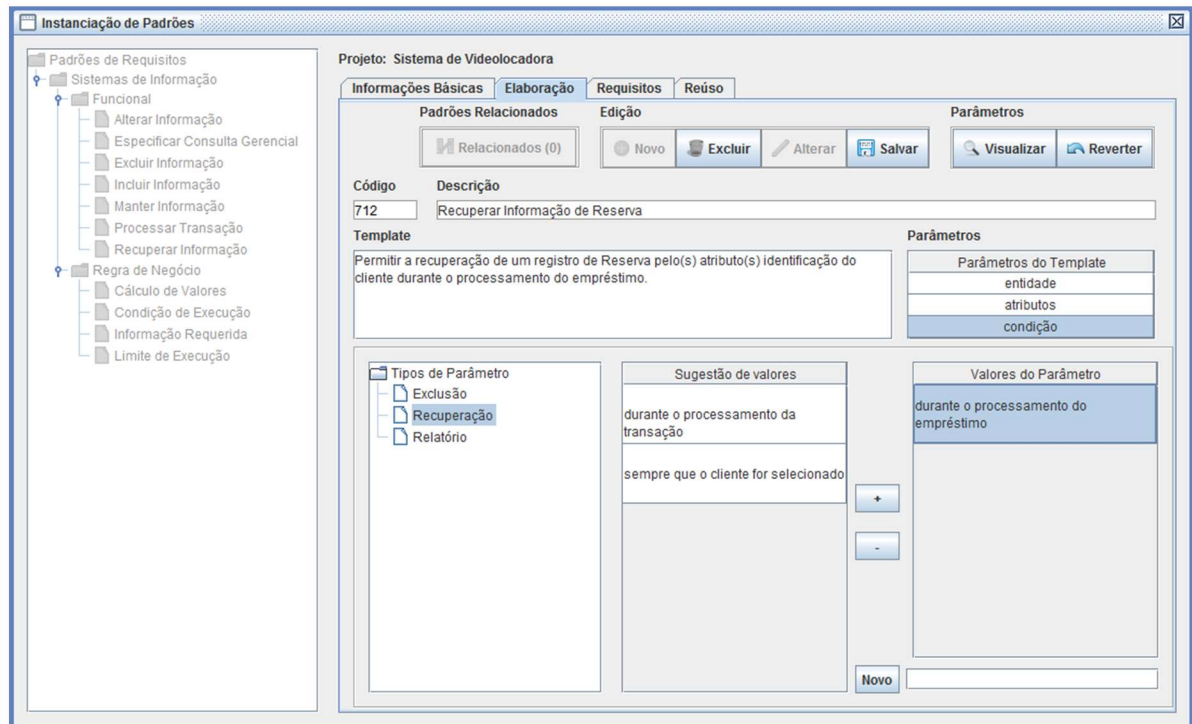 Instanciação de Padrões
Padrões de Requisitos
Sistemas de Informação
Funcional
Alterar Informação
Especificar Consulta Gerencial
Excluir Informação
Incluir Informação
Manter Informação
Processar Transação
Recuperar Informação
Regra de Negócio
Cálculo de Valores
Condição de Execução
Informação Requerida
Limite de Execução
Projeto: Sistema de Videolocadora
Informações Básicas Elaboração Requisitos Reúso
Padrões Relacionados Edição Parâmetros
Relacionados (0) Novo Excluir Alterar Salvar Visualizar Reverter
Código Descrição
712 Recuperar Informação de Reserva
Template Parâmetros
Permitir a recuperação de um registro de Reserva pelo(s) atributo(s) identificação do
cliente durante o processamento do empréstimo.
Parâmetros do Template
entidade
atributos
condição
Tipos de Parâmetro
Exclusão
Recuperação
Relatório
Sugestão de valores
durante o processamento da
transação
sempre que o cliente for selecionado
+
-
Valores do Parâmetro
durante o processamento do
empréstimo
Novo